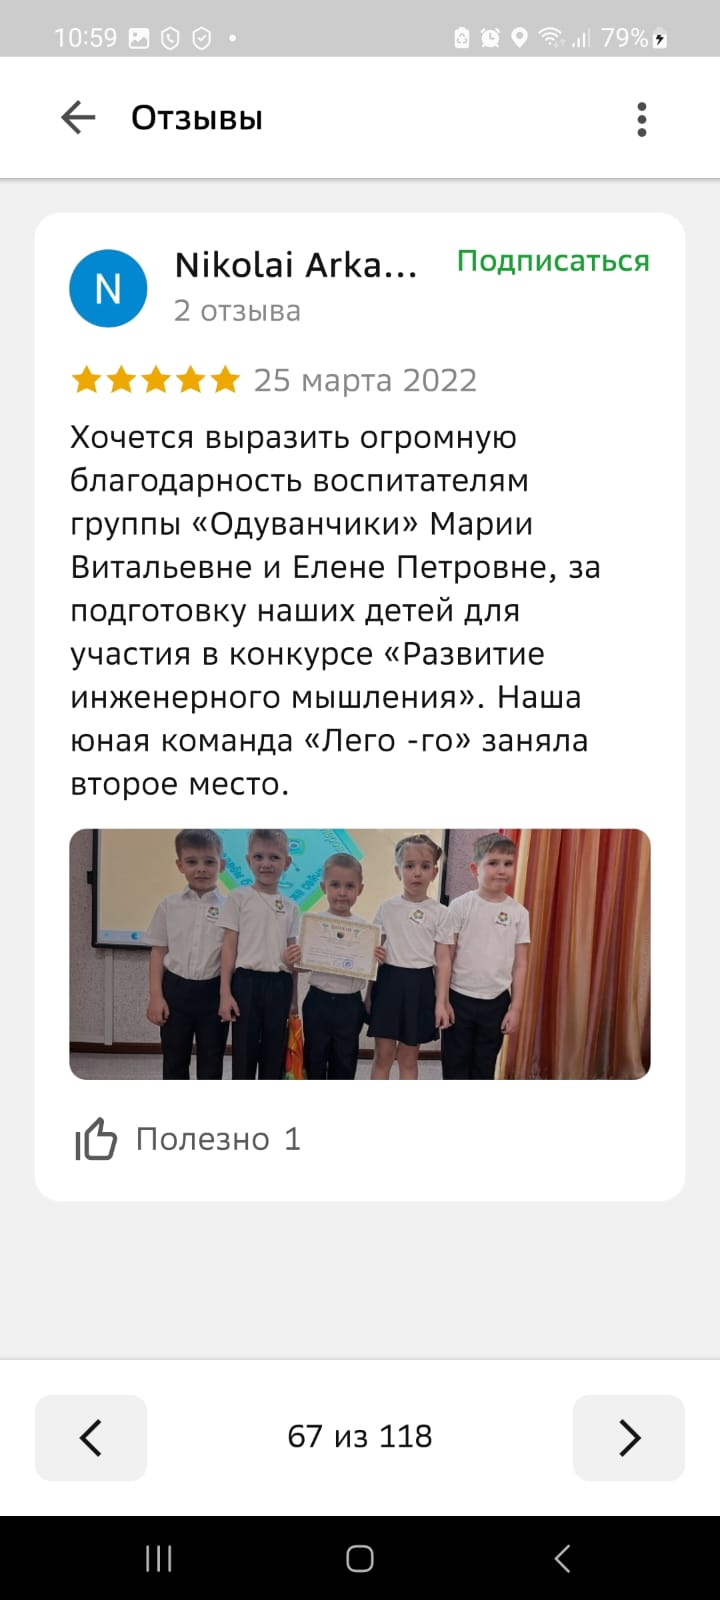 10:59
79%
Отзывы
N
Nikolai Arka...
Подписаться
2 отзыва
25 марта 2022
Хочется выразить огромную
благодарность воспитателям
группы «Одуванчики» Марии
Витальевне и Елене Петровне, за
подготовку наших детей для
участия в конкурсе «Развитие
инженерного мышления». Наша
юная команда «Лего -го» заняла
второе место.
Полезно 1
67 из 118